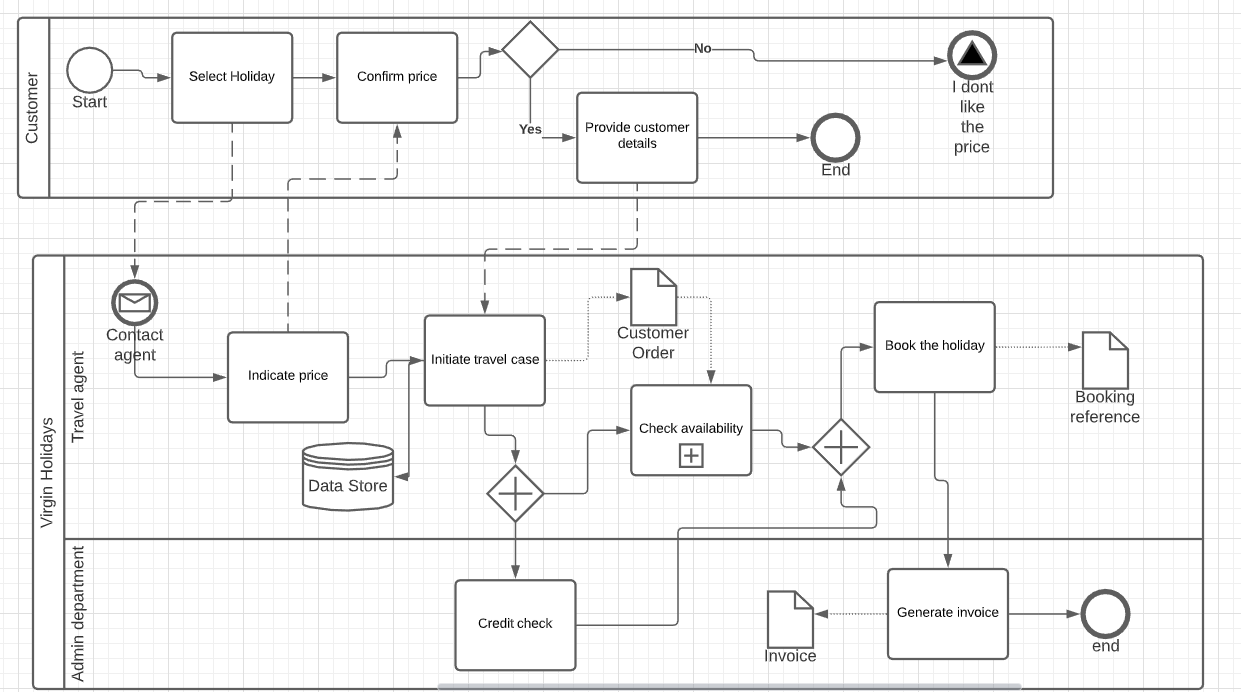 Customer
Start
Select Holiday
Confirm price
No
Yes
Provide customer
details
End
I dont
like
the
price
Virgin Holidays
Travel agent
Contact
agent
Indicate price
Data Store
Initiate travel case
Customer
Order
Check availability
Book the holiday
Booking
reference
Admin department
Credit check
Invoice
Generate invoice
end